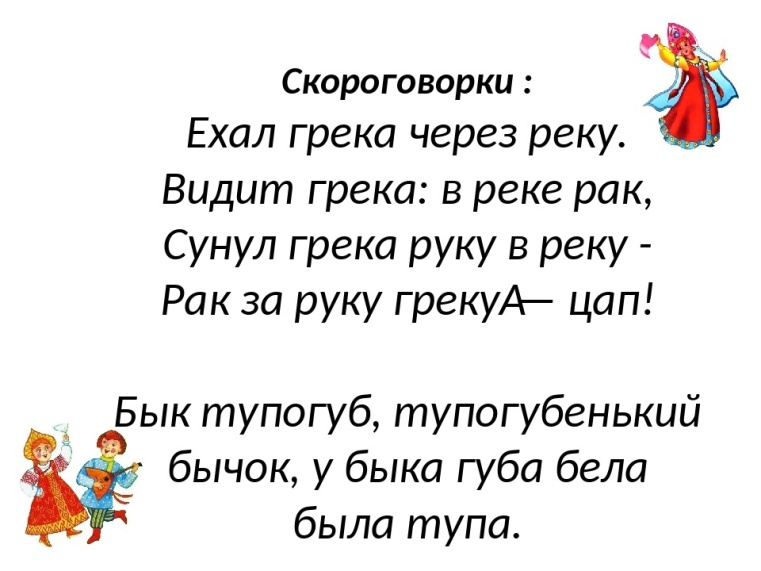 Скороговорки :
Ехал грека через реку.
Видит грека: в реке рак,
Сунул грека руку в реку -
Рак за руку грекуА— цап!
Бык тупогуб, тупогубенький
бычок, у быка губа бела
была тупа.